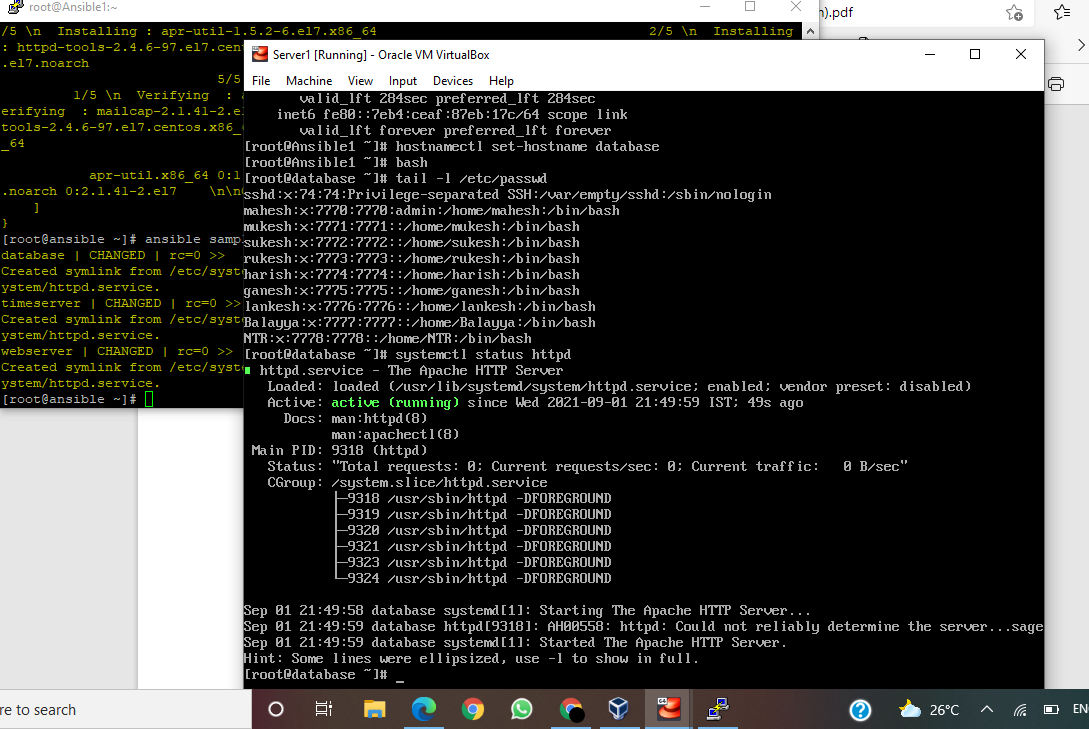 root@Ansible1:~
n).pdf
/5 \n  Installing : apr-util-1.5.2-6.el7.x86_64                                  2/5 \n  Installing
: httpd-tools-2.4.6-97.el7.cent
.el7.noarch
5/5
1/5 \n  Verifying  :
erifying  : mailcap-2.1.41-2.el
tools-2.4.6-97.el7.centos.x86_
_64
apr-util.x86_64 0:1
.noarch 0:2.1.41-2.el7    \n\n
]
}
[root@ansible ~]# ansible samp
database | CHANGED | rc=0 >>
Created symlink from /etc/syst
ystem/httpd.service.
timeserver | CHANGED | rc=0 >>
Created symlink from /etc/syst
ystem/httpd.service.
webserver | CHANGED | rc=0 >>
Created symlink from /etc/syst
ystem/httpd.service.
[root@ansible ~]#
Server1 [Running] - Oracle VM VirtualBox
File Machine View Input Devices Help
valid_lft 284sec preferred_lft 284sec
inet6 fe80::7eb4:ceaf:87eb:17c/64 scope link
valid_lft forever preferred_lft forever
[root@Ansible1 ~]# hostnamectl set-hostname database
[root@Ansible1 ~]# bash
[root@database ~]# tail -l /etc/passwd
sshd:x:74:74:Privilege-separated SSH:/var/empty/sshd:/sbin/nologin
mahesh:x:7770:7770:admin:/home/mahesh:/bin/bash
mukesh:x:7771:7771::/home/mukesh:/bin/bash
sukesh:x:7772:7772::/home/sukesh:/bin/bash
rukesh:x:7773:7773::/home/rukesh:/bin/bash
harish:x:7774:7774::/home/harish:/bin/bash
ganesh:x:7775:7775::/home/ganesh:/bin/bash
lankesh:x:7776:7776::/home/lankesh:/bin/bash
Balayya:x:7777:7777::/home/Balayya:/bin/bash
NTR:x:7778:7778::/home/NTR:/bin/bash
[root@database ~]# systemctl status httpd
httpd.service - The Apache HTTP Server
Loaded: loaded (/usr/lib/systemd/system/httpd.service; enabled; vendor preset: disabled)
Active: active (running) since Wed 2021-09-01 21:49:59 IST; 49s ago
Docs: man:httpd(8)
man:apachectl(8)
Main PID: 9318 (httpd)
Status: "Total requests: 0; Current requests/sec: 0; Current traffic:   0 B/sec"
CGroup: /system.slice/httpd.service
├─9318 /usr/sbin/httpd -DFOREGROUND
├─9319 /usr/sbin/httpd -DFOREGROUND
├─9320 /usr/sbin/httpd -DFOREGROUND
├─9321 /usr/sbin/httpd -DFOREGROUND
├─9323 /usr/sbin/httpd -DFOREGROUND
└─9324 /usr/sbin/httpd -DFOREGROUND
Sep 01 21:49:58 database systemd[1]: Starting The Apache HTTP Server...
Sep 01 21:49:59 database httpd[9318]: AH00558: httpd: Could not reliably determine the server...sage
Sep 01 21:49:59 database systemd[1]: Started The Apache HTTP Server.
Hint: Some lines were ellipsized, use -l to show in full.
[root@database ~]# _
re to search
64
26°C
EN